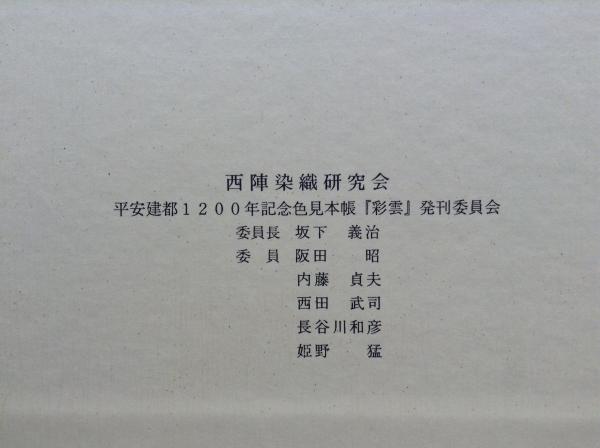 西陣染織研究会
平安建都1200年記念色見本帳『彩雲』発刊委員会
委員長 坂下 義治
委 員 阪田 昭
内藤 貞夫
西田 武司
長谷川和彦
姫野 猛